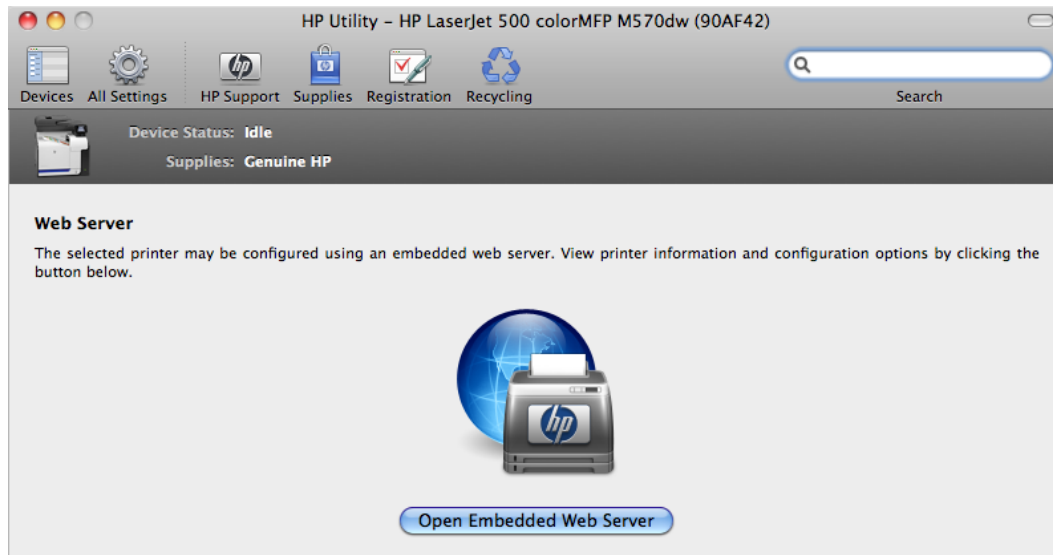 HP Utility – HP LaserJet 500 colorMFP M570dw (90AF42)
Devices All Settings HP Support Supplies Registration Recycling Search
Device Status: Idle
Supplies: Genuine HP
Web Server
The selected printer may be configured using an embedded web server. View printer information and configuration options by clicking the
button below.
hp
Open Embedded Web Server